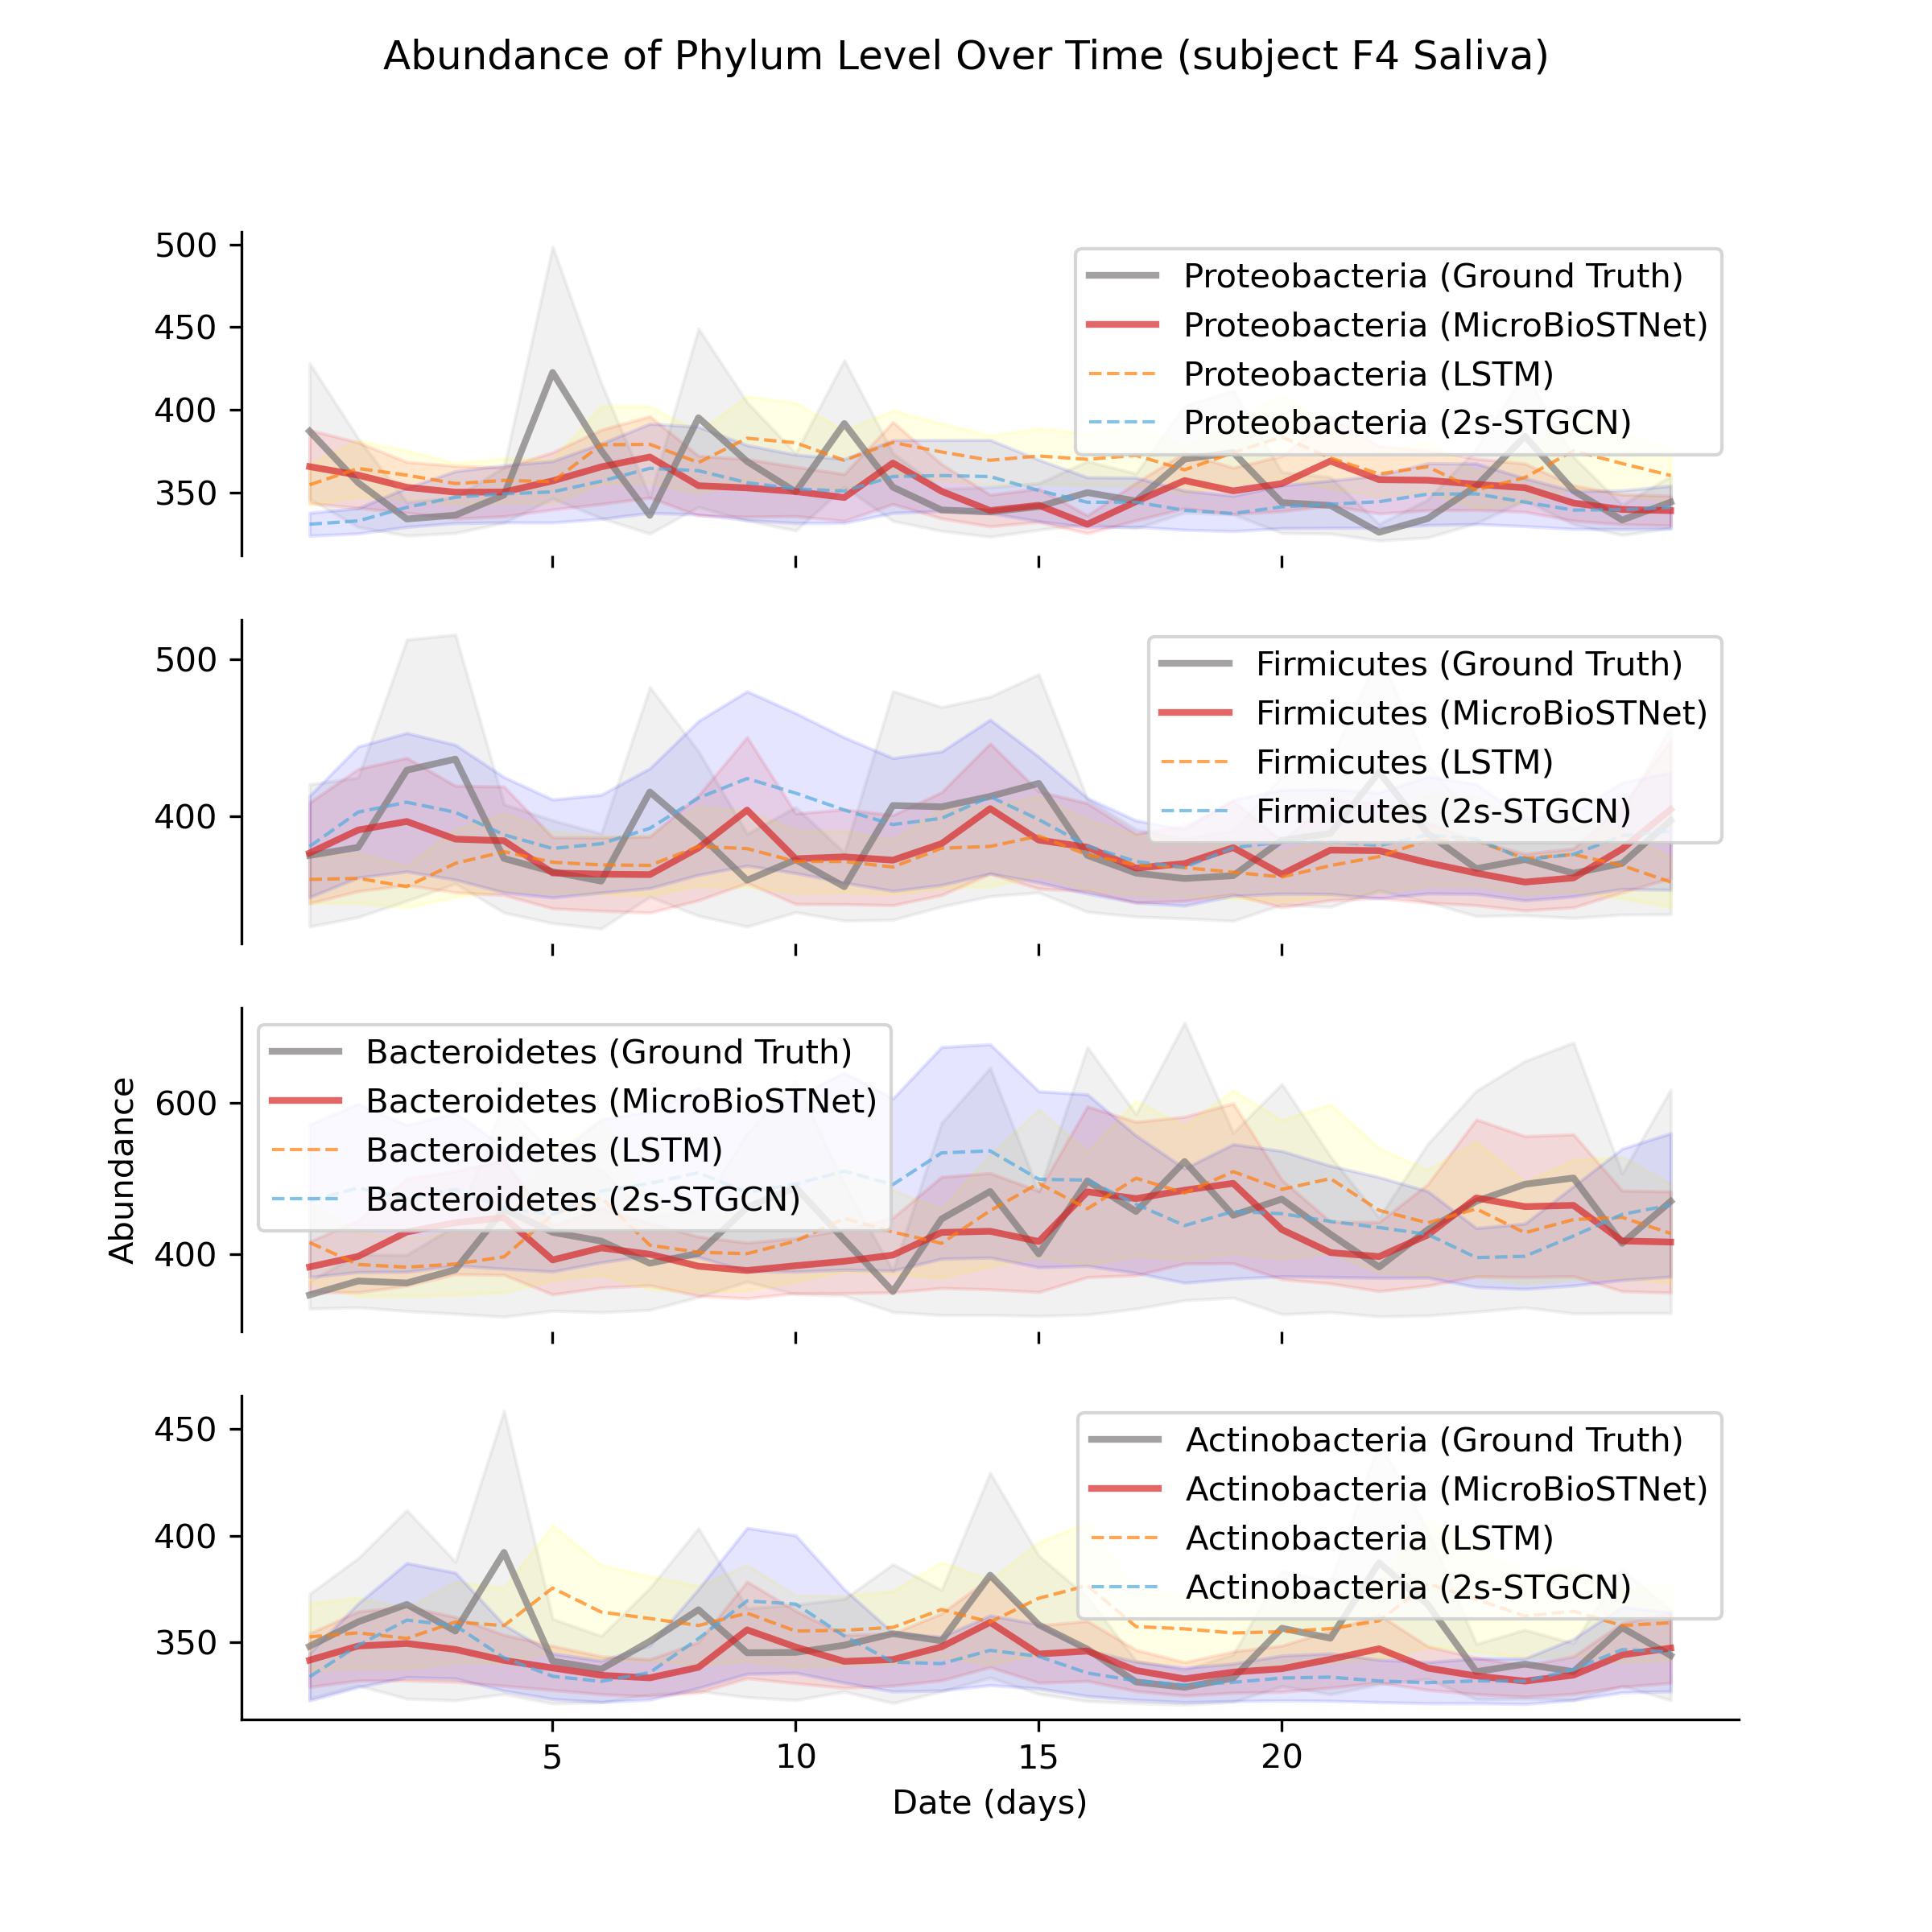 Abundance of Phylum Level Over Time (subject F4 Saliva)
500
450
400
350
Proteobacteria (Ground Truth)
Proteobacteria (MicroBioSTNet)
Proteobacteria (LSTM)
Proteobacteria (2s-STGCN)
500
400
Firmicutes (Ground Truth)
Firmicutes (MicroBioSTNet)
Firmicutes (LSTM)
Firmicutes (2s-STGCN)
Abundance
600
400
Bacteroidetes (Ground Truth)
Bacteroidetes (MicroBioSTNet)
Bacteroidetes (LSTM)
Bacteroidetes (2s-STGCN)
450
400
350
Actinobacteria (Ground Truth)
Actinobacteria (MicroBioSTNet)
Actinobacteria (LSTM)
Actinobacteria (2s-STGCN)
5 10 15 20
Date (days)